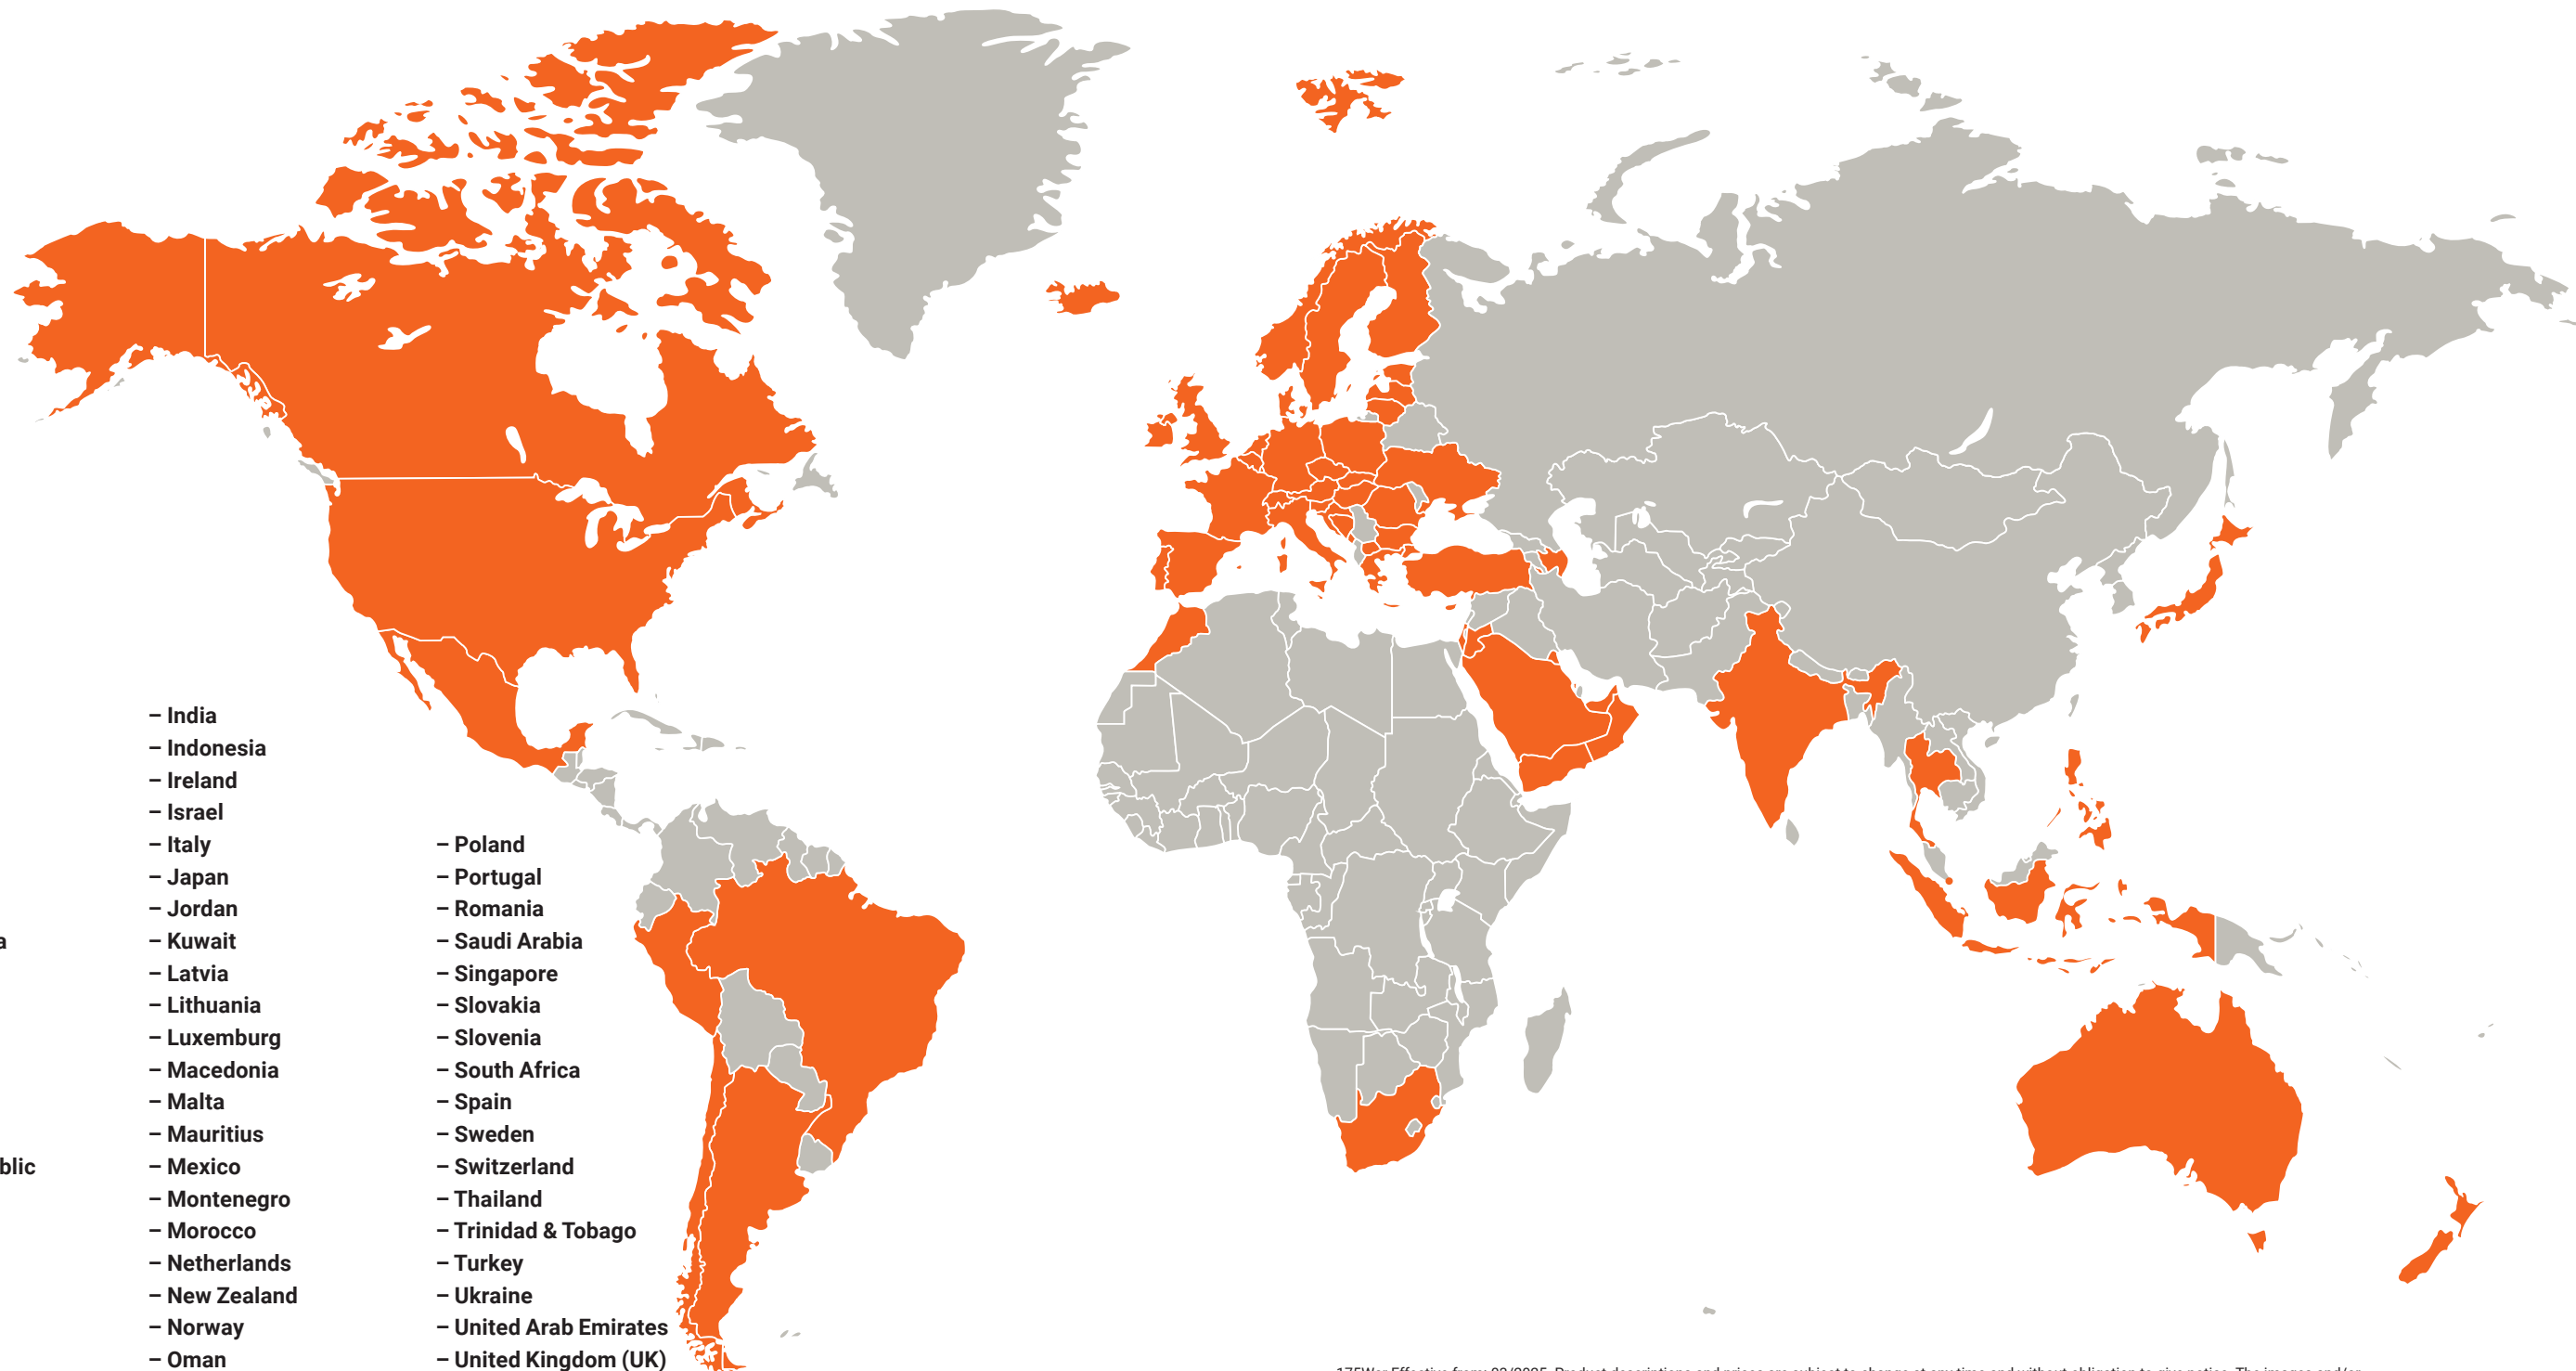 – India
– Indonesia
– Ireland
– Israel
– Italy
– Japan
– Jordan
– Kuwait
– Latvia
– Lithuania
– Luxemburg
– Macedonia
– Malta
– Mauritius
– Mexico
– Montenegro
– Morocco
– Netherlands
– New Zealand
– Norway
– Oman
– Poland
– Portugal
– Romania
– Saudi Arabia
– Singapore
– Slovakia
– Slovenia
– South Africa
– Spain
– Sweden
– Switzerland
– Thailand
– Trinidad & Tobago
– Turkey
– Ukraine
– United Arab Emirates
– United Kingdom (UK)